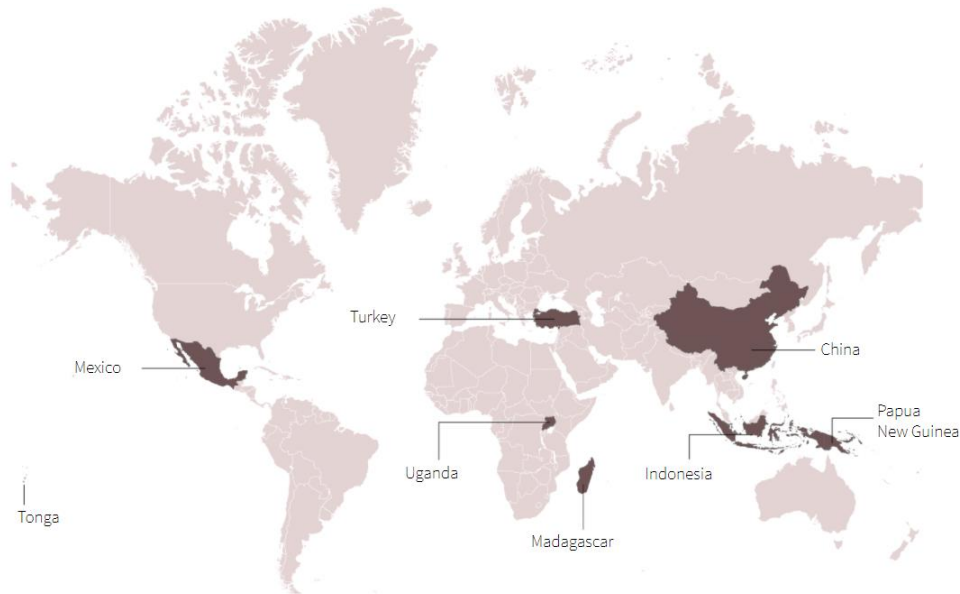 Turkey
China
Mexico
Papua
New Guinea
Uganda
Indonesia
Tonga
Madagascar